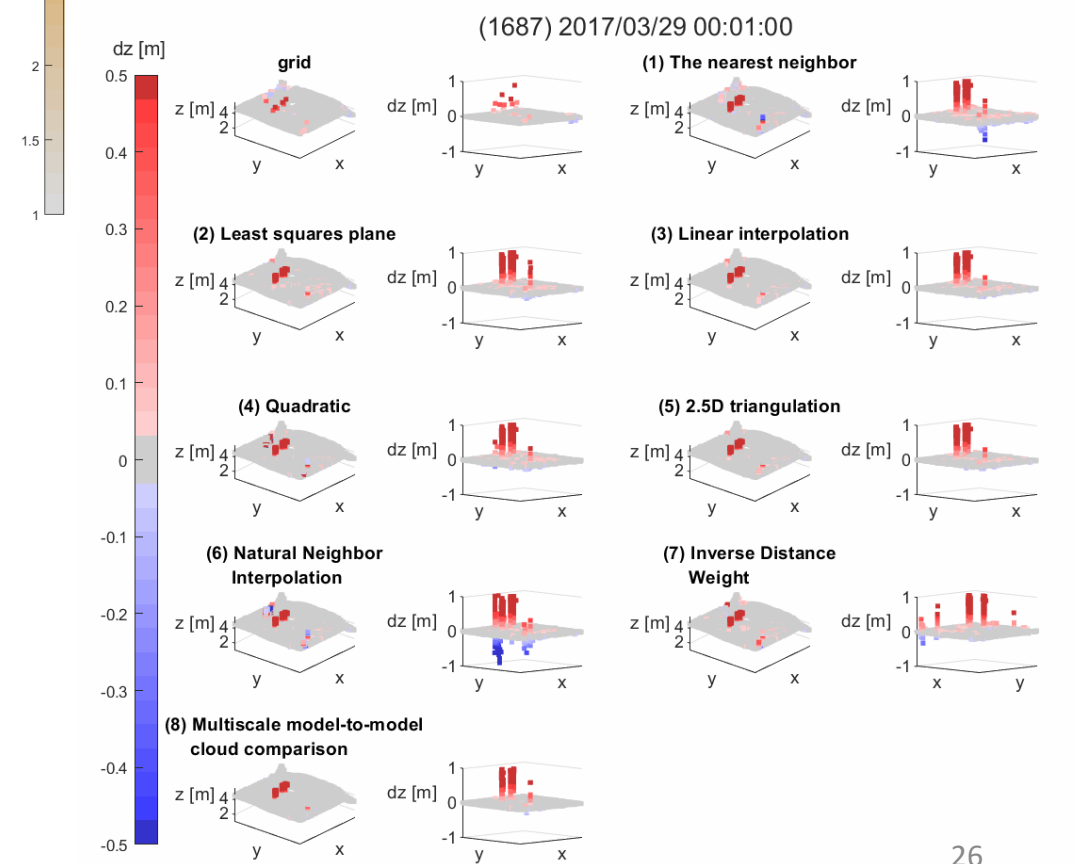 (1687) 2017/03/29 00:01:00
2
1.5
1
dz [m]
0.5
0.4
0.3
0.2
0.1
0
-0.1
-0.2
-0.3
-0.4
-0.5
grid
z [m] 4
2
y
x
dz [m]
1
0
-1
y
x
(1) The nearest neighbor
z [m] 4
2
y
x
dz [m]
1
0
-1
y
x
(2) Least squares plane
z [m] 4
2
y
x
dz [m]
1
0
-1
y
x
(3) Linear interpolation
z [m] 4
2
y
x
dz [m]
1
0
-1
y
x
(4) Quadratic
z [m] 4
2
y
x
dz [m]
1
0
-1
y
x
(5) 2.5D triangulation
z [m] 4
2
y
x
dz [m]
1
0
-1
y
x
(6) Natural Neighbor
Interpolation
z [m] 4
2
y
x
dz [m]
1
0
-1
y
x
(7) Inverse Distance
Weight
z [m] 4
2
y
x
dz [m]
1
0
-1
x
y
(8) Multiscale model-to-model
cloud comparison
z [m] 4
2
y
x
dz [m]
1
0
-1
y
x
26